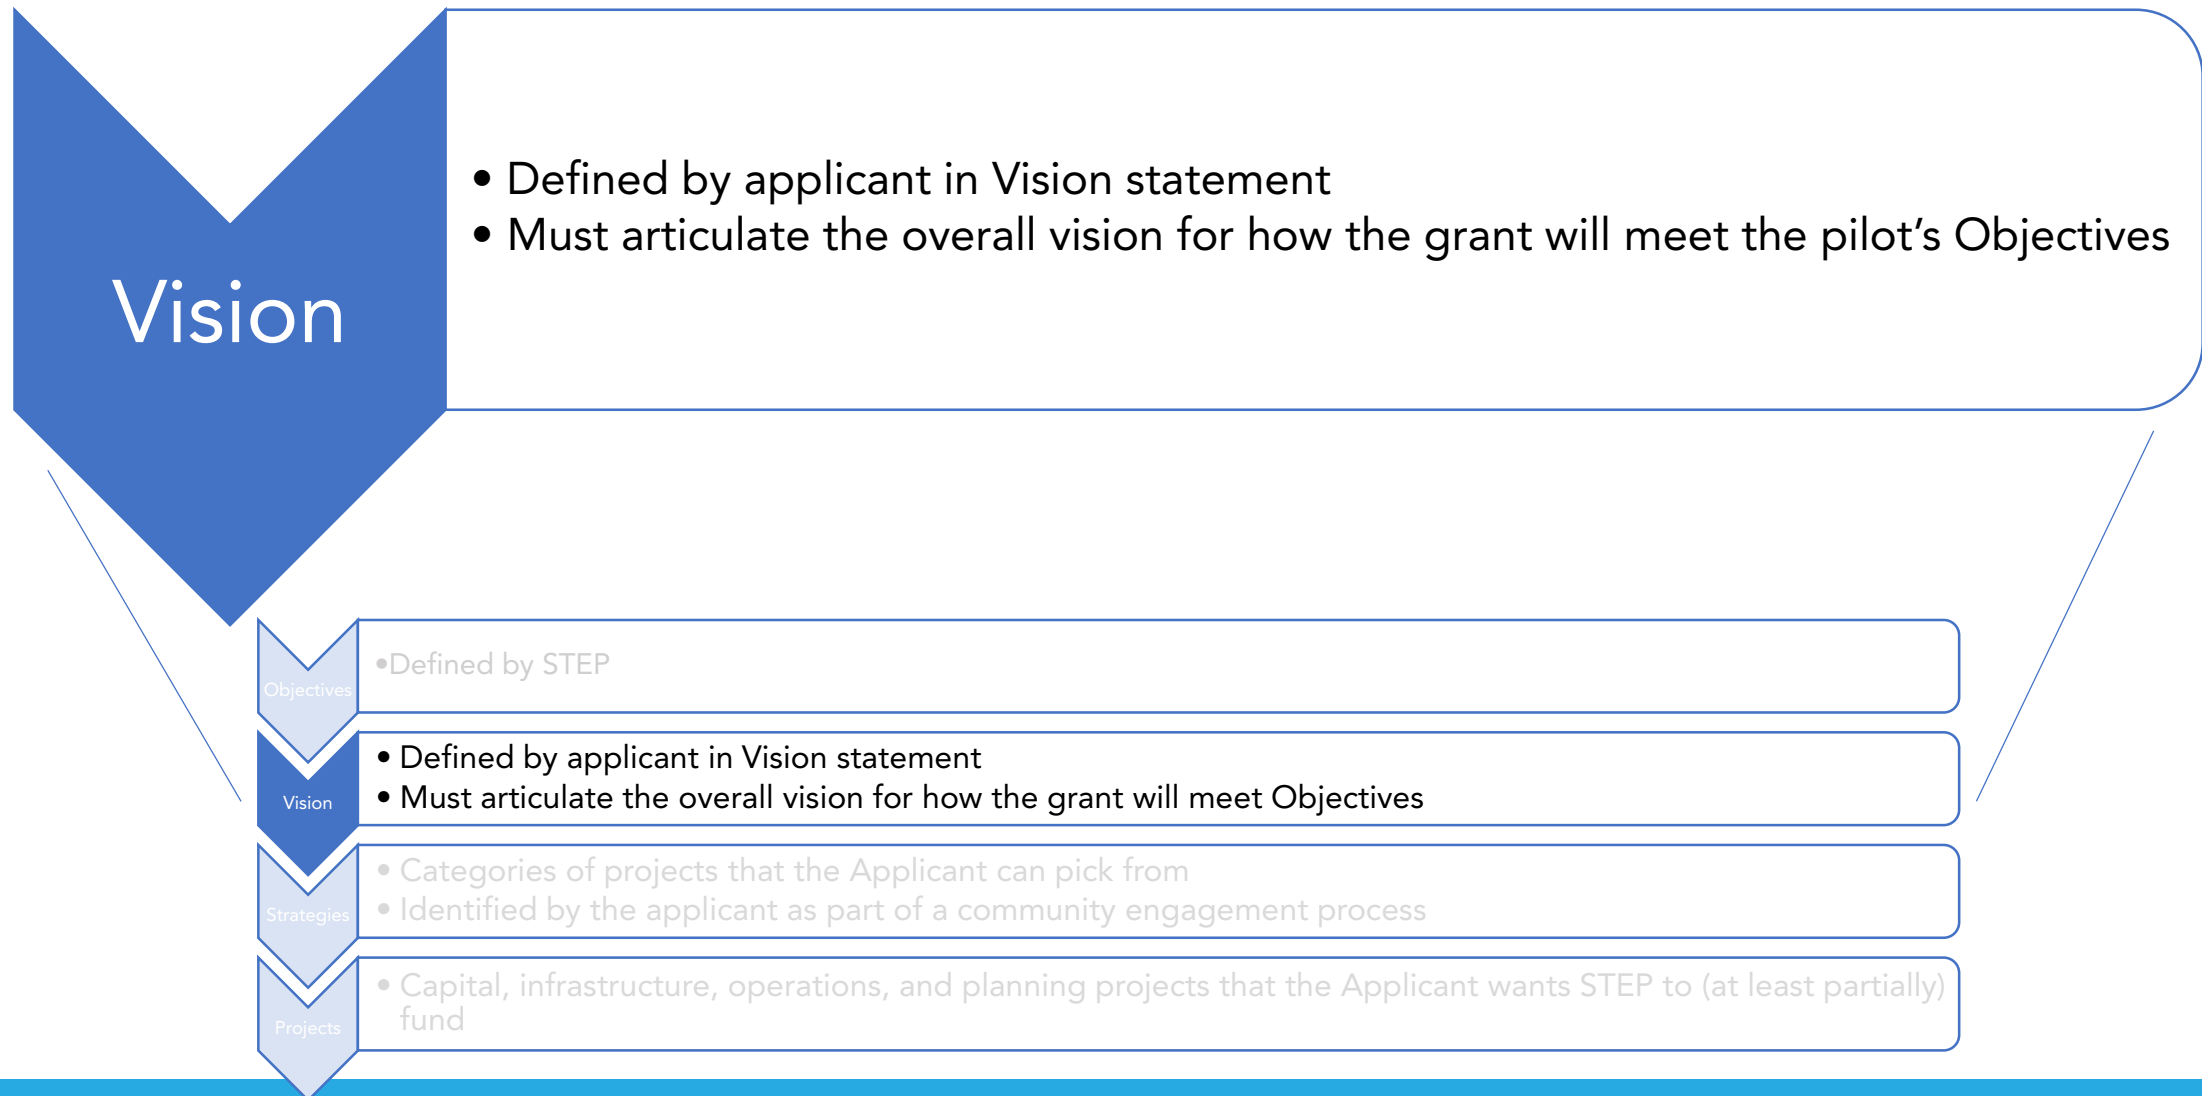 Vision
• Defined by applicant in Vision statement
• Must articulate the overall vision for how the grant will meet the pilot’s Objectives
Objectives
•Defined by STEP
Vision
• Defined by applicant in Vision statement
• Must articulate the overall vision for how the grant will meet Objectives
Strategies
• Categories of projects that the Applicant can pick from
• Identified by the applicant as part of a community engagement process
Projects
• Capital, infrastructure, operations, and planning projects that the Applicant wants STEP to (at least partially)
fund